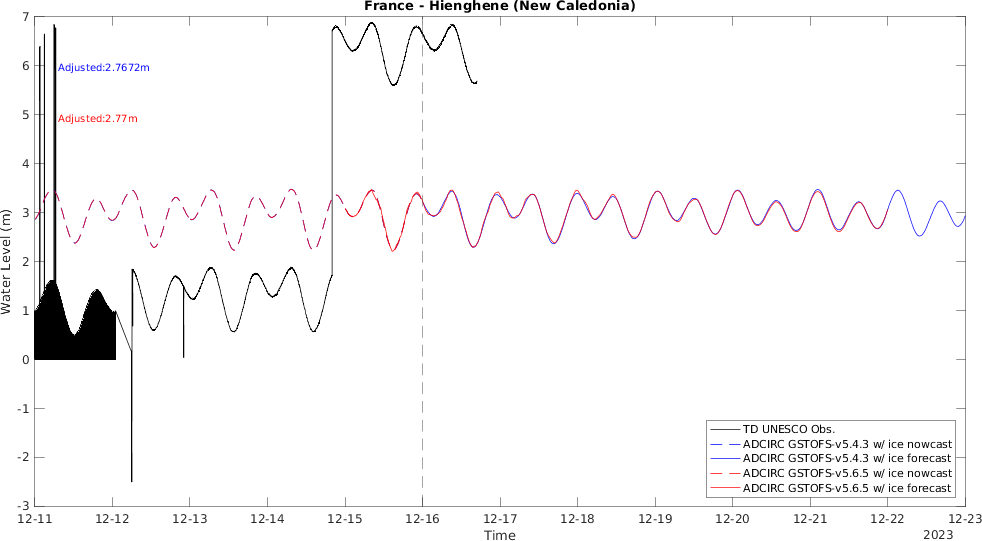 France - Hienghene (New Caledonia)
7
6
5
4
3
2
1
0
-1
-2
-3
Water Level (m)
Adjusted:2.7672m
Adjusted:2.77m
TD UNESCO Obs.
ADCIRC GSTOFS-v5.4.3 w/ ice nowcast
ADCIRC GSTOFS-v5.4.3 w/ ice forecast
ADCIRC GSTOFS-v5.6.5 w/ ice nowcast
ADCIRC GSTOFS-v5.6.5 w/ ice forecast
12-11 12-12 12-13 12-14 12-15 12-16 12-17 12-18 12-19 12-20 12-21 12-22 12-23
Time
2023